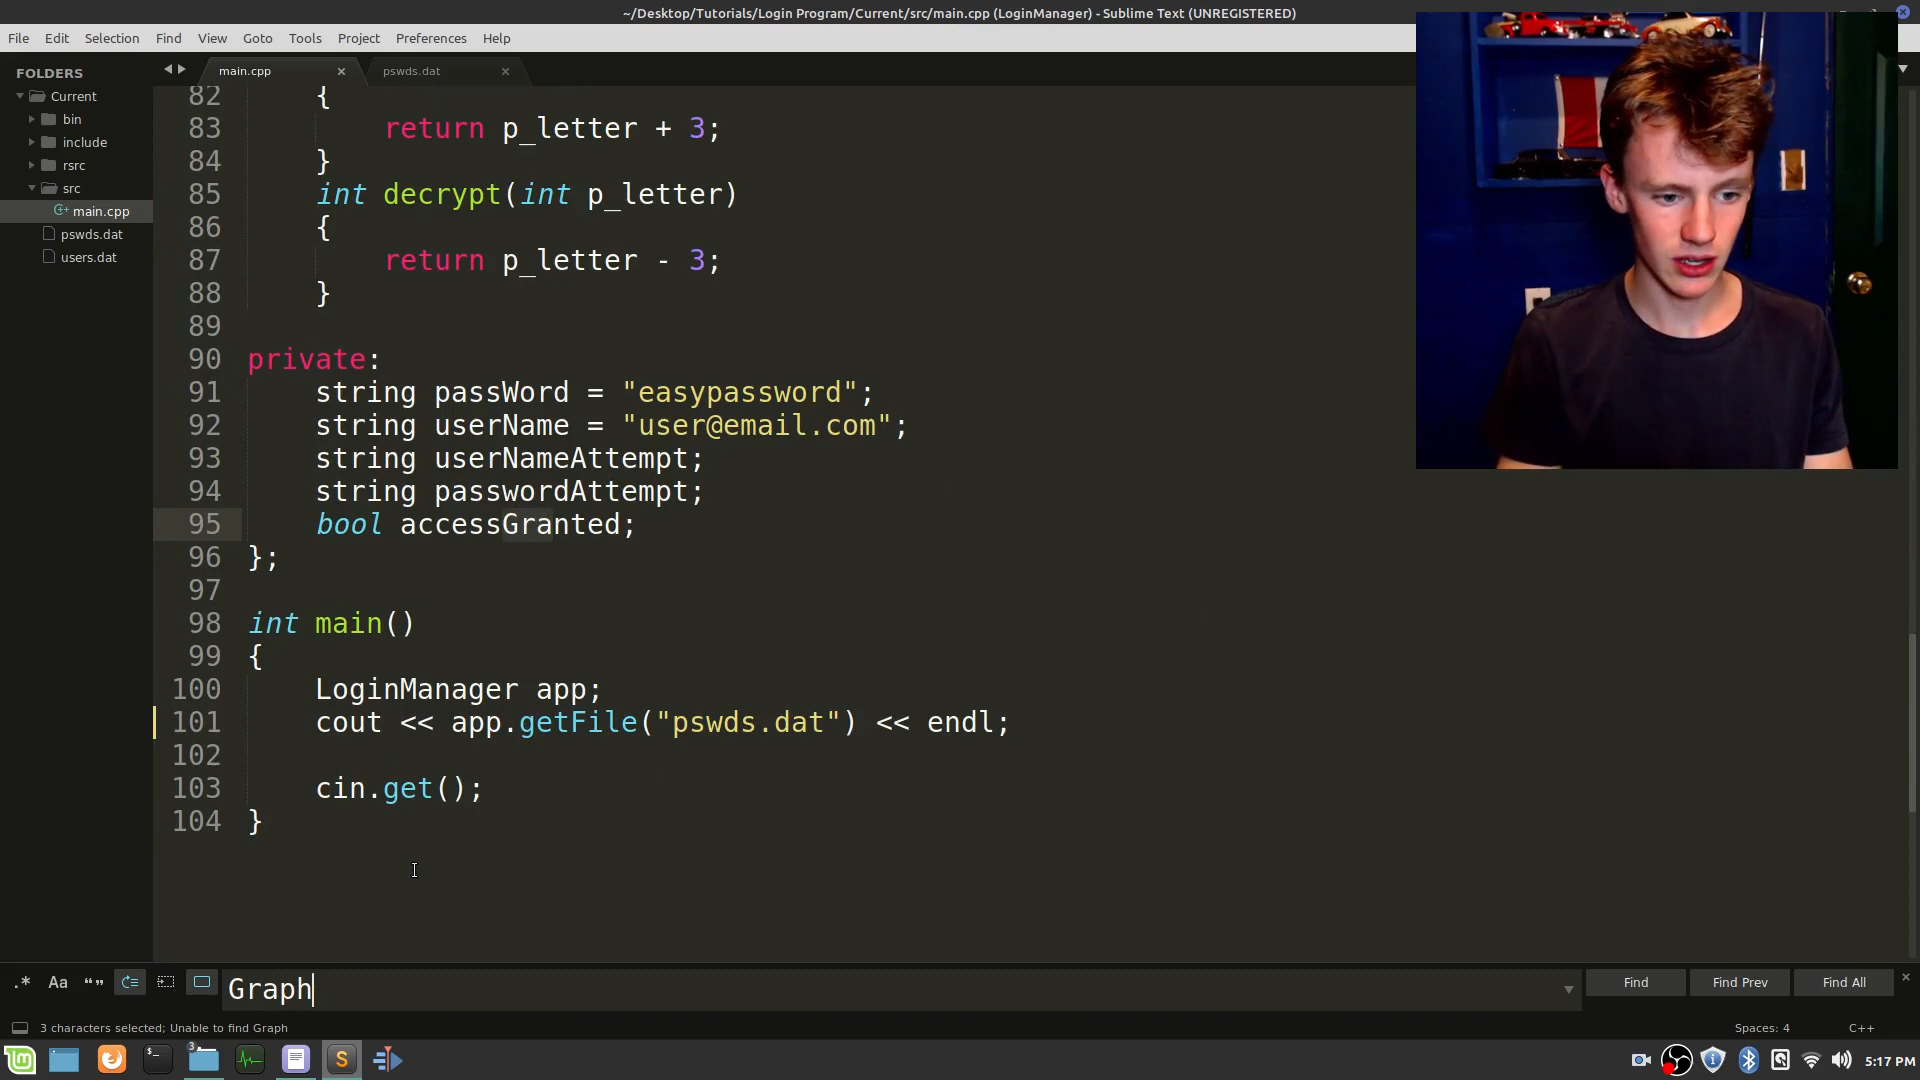 ~/Desktop/Tutorials/Login Program/Current/src/main.cpp (LoginManager) - Sublime Text (UNREGISTERED)
File Edit Selection Find View Goto Tools Project Preferences Help
FOLDERS
Current
bin
include
rsrc
src
main.cpp
pswds.dat
users.dat
main.cpp
pswds.dat
82 {
83 return p_letter + 3;
84 }
85 int decrypt(int p_letter)
86 {
87 return p_letter - 3;
88 }
89
90 private:
91 string passWord = "easypassword";
92 string userName = "user@email.com";
93 string userNameAttempt;
94 string passwordAttempt;
95 bool accessGranted;
96 };
97
98 int main()
99 {
100 LoginManager app;
101 cout << app.getFile("pswds.dat") << endl;
102
103 cin.get();
104 }
.* Aa “” Graph Find Find Prev Find All
3 characters selected; Unable to find Graph Spaces: 4 C++
3 5:17 PM